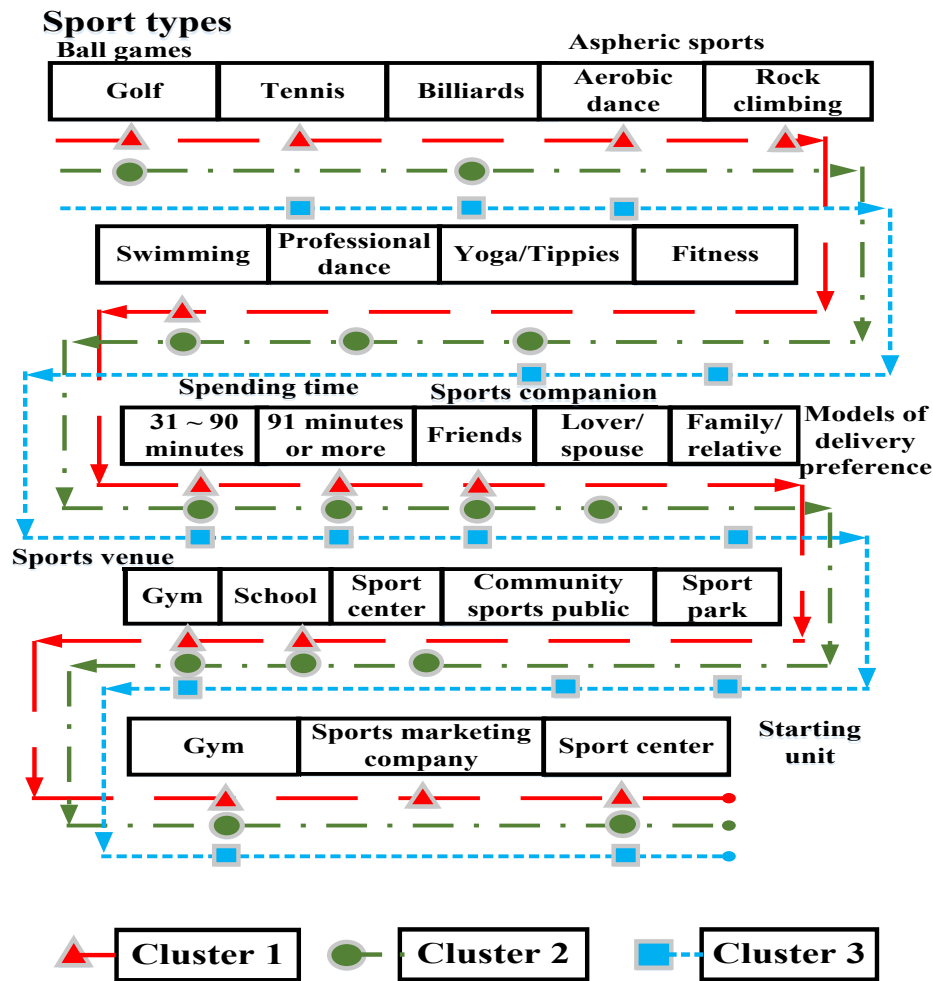 Sport types
Ball games
Aspheric sports
Golf
Tennis
Billiards
Aerobic
dance
Rock
climbing
Swimming
Professional
dance
Yoga/Tippies
Fitness
Spending time
Sports companion
31 ~ 90
minutes
91 minutes
or more
Friends
Lover/
spouse
Family/
relative
Models of
delivery
preference
Sports venue
Gym
School
Sport
center
Community
sports public
Sport
park
Gym
Sports marketing
company
Sport center
Starting
unit
Cluster 1
Cluster 2
Cluster 3